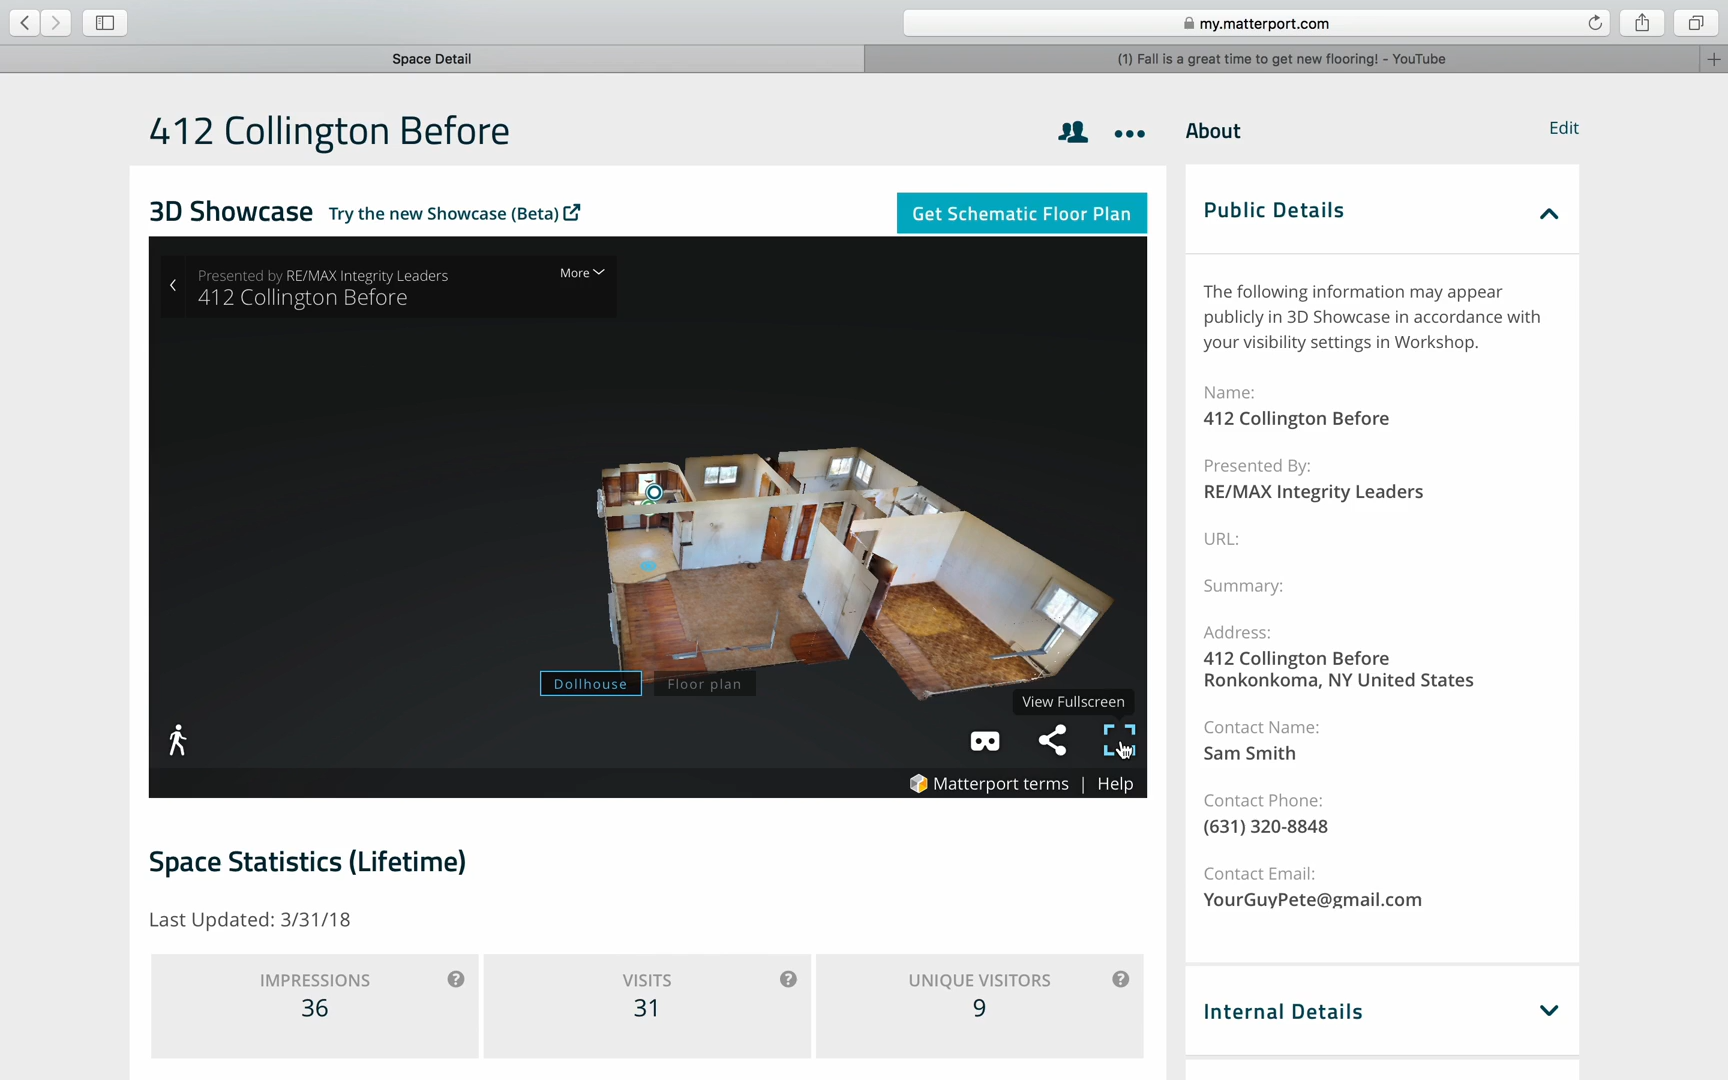 my.matterport.com
Space Detail
(1) Fall is a great time to get new flooring! - YouTube
412 Collington Before
3D Showcase
Try the new Showcase (Beta)
Get Schematic Floor Plan
Presented by RE/MAX Integrity Leaders
More
412 Collington Before
Dollhouse
Floor plan
View Fullscreen
Matterport terms | Help
Space Statistics (Lifetime)
Last Updated: 3/31/18
IMPRESSIONS ?
36
VISITS ?
31
UNIQUE VISITORS ?
9
About
Edit
Public Details
The following information may appear
publicly in 3D Showcase in accordance with
your visibility settings in Workshop.
Name:
412 Collington Before
Presented By:
RE/MAX Integrity Leaders
URL:
Summary:
Address:
412 Collington Before
Ronkonkoma, NY United States
Contact Name:
Sam Smith
Contact Phone:
(631) 320-8848
Contact Email:
YourGuyPete@gmail.com
Internal Details